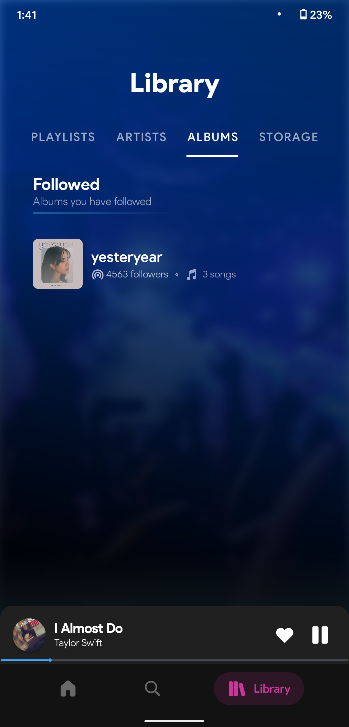 1:41
23%
Library
PLAYLISTS ARTISTS ALBUMS STORAGE
Followed
Albums you have followed
yesteryear
4563 followers 3 songs
I Almost Do
Taylor Swift
Library